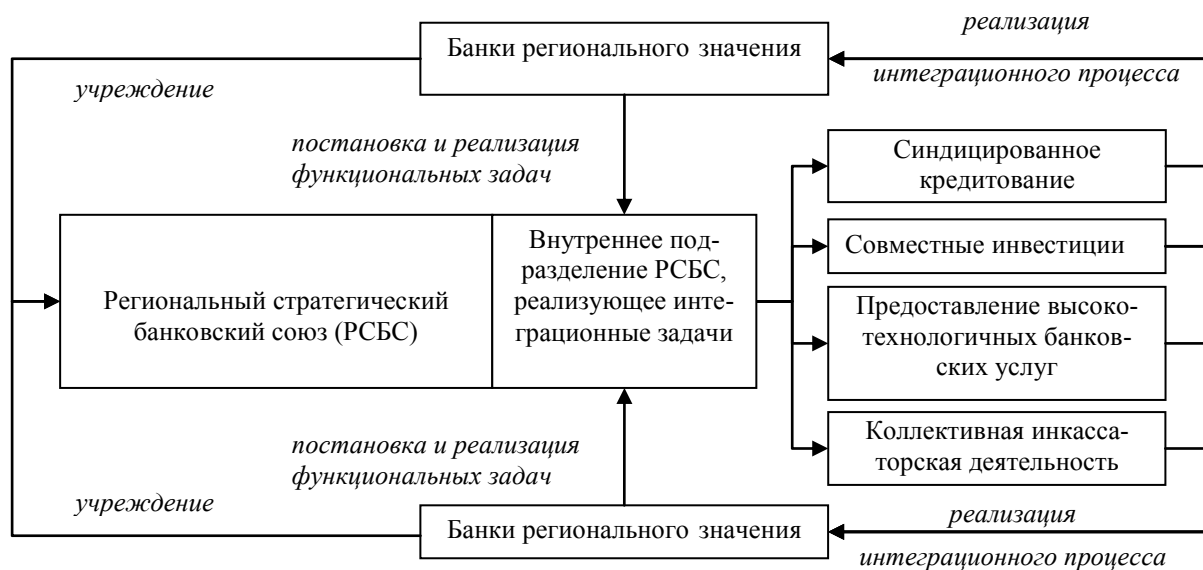 реализация
Банки регионального значения
интеграционного процесса
учреждение
постановка и реализация
функциональных задач
Синдицированное
кредитование
Внутреннее под-
разделение РСБС,
реализующее инте-
грационные задачи
Совместные инвестиции
Региональный стратегический
банковский союз (РСБС)
Предоставление высоко-
технологичных банков-
ских услуг
Коллективная инкасса-
торская деятельность
постановка и реализация
функциональных задач
учреждение
Банки регионального значения
реализация
интеграционного процесса